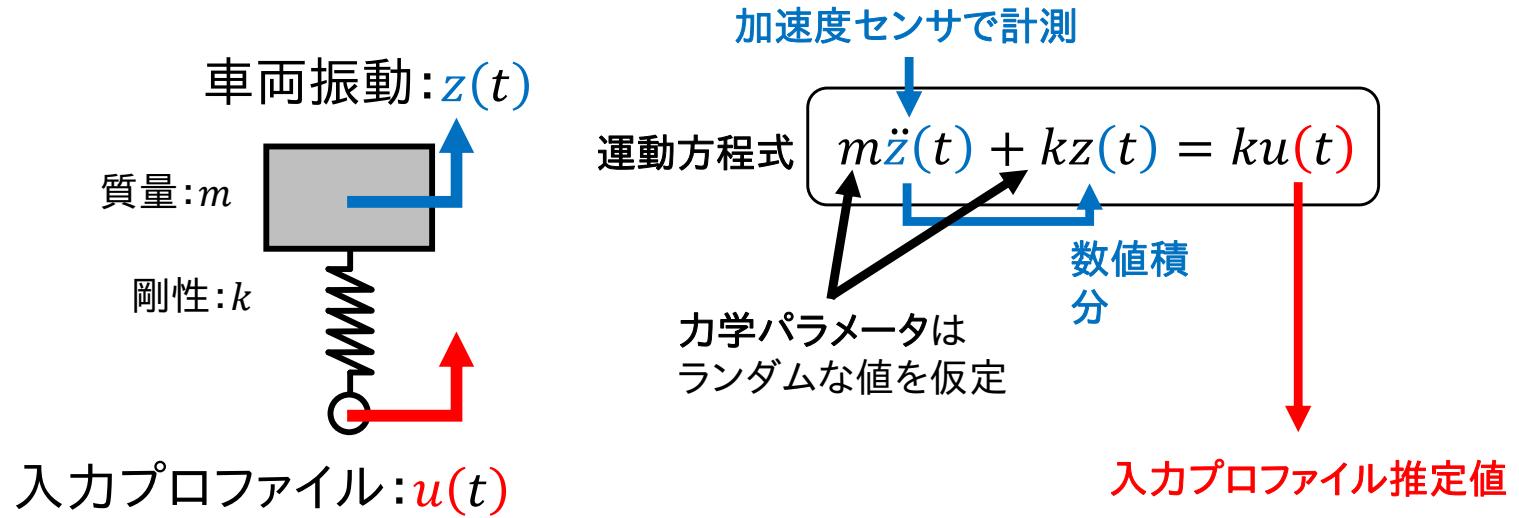 加速度センサで計測
車両振動：z(t)
運動方程式
mz̈(t) + kz(t) = ku(t)
質量：m
剛性：k
数値積
分
力学パラメータは
ランダムな値を仮定
入力プロファイル：u(t)
入力プロファイル推定値